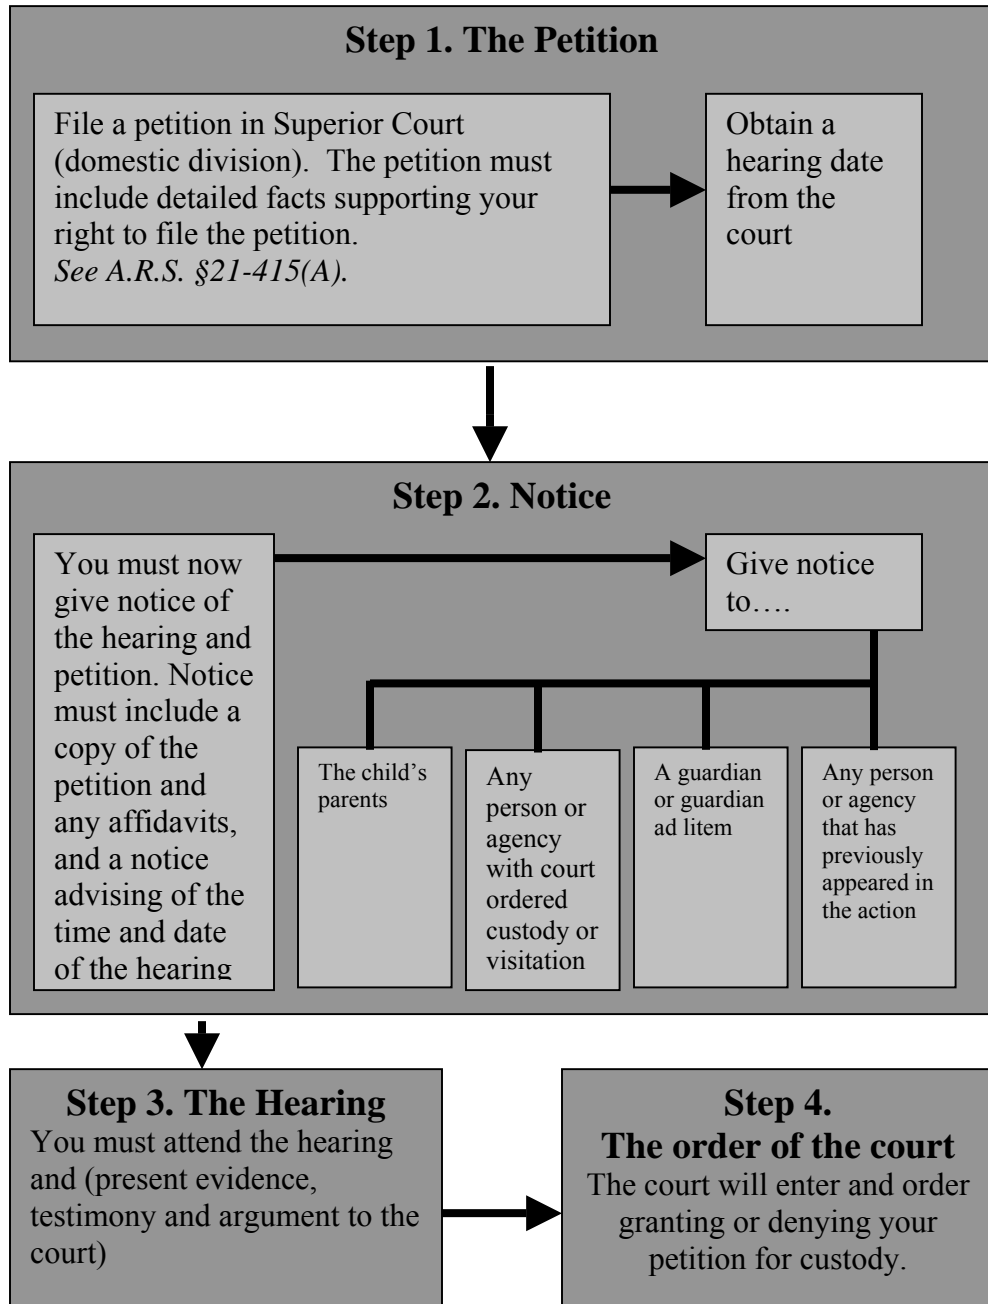 Step 1. The Petition
File a petition in Superior Court
(domestic division).  The petition must
include detailed facts supporting your
right to file the petition.
See A.R.S. §21-415(A).
Obtain a
hearing date
from the
court
Step 2. Notice
You must now
give notice of
the hearing and
petition. Notice
must include a
copy of the
petition and
any affidavits,
and a notice
advising of the
time and date
of the hearing
Give notice
to….
The child’s
parents
Any
person or
agency
with court
ordered
custody or
visitation
A guardian
or guardian
ad litem
Any person
or agency
that has
previously
appeared in
the action
Step 3. The Hearing
You must attend the hearing
and (present evidence,
testimony and argument to the
court)
Step 4.
The order of the court
The court will enter and order
granting or denying your
petition for custody.